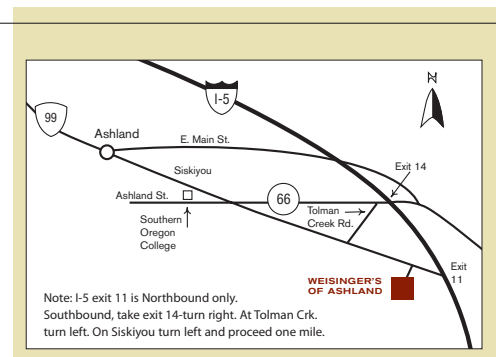 N
I-5
99
Ashland
E. Main St.
Exit 14
Siskiyou
Ashland St.
66
Tolman
Creek Rd.
Southern
Oregon
College
Exit
11
WEISINGER'S
OF ASHLAND
Note: I-5 exit 11 is Northbound only.
Southbound, take exit 14-turn right. At Tolman Crk.
turn left. On Siskiyou turn left and proceed one mile.